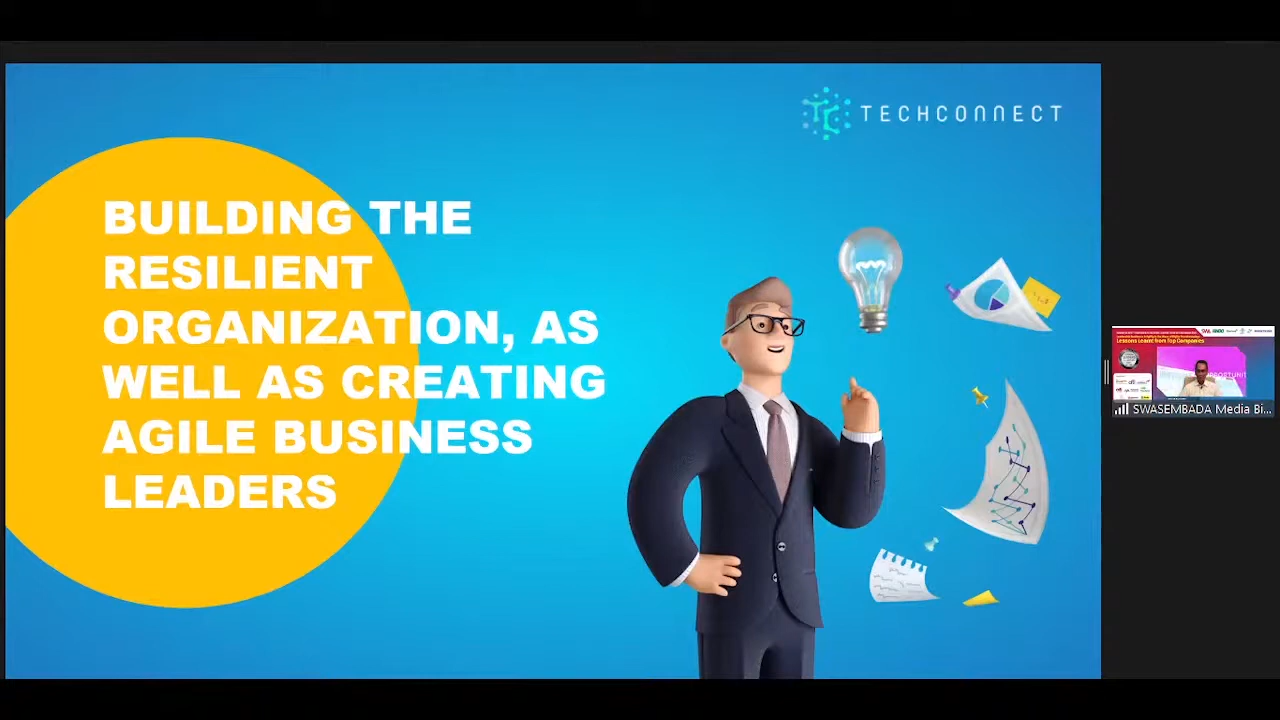 TECHCONNECT
BUILDING THE
RESILIENT
ORGANIZATION, AS
WELL AS CREATING
AGILE BUSINESS
LEADERS
Lessons Learnt from Top Companies
SWASEMBADA Media Bi...